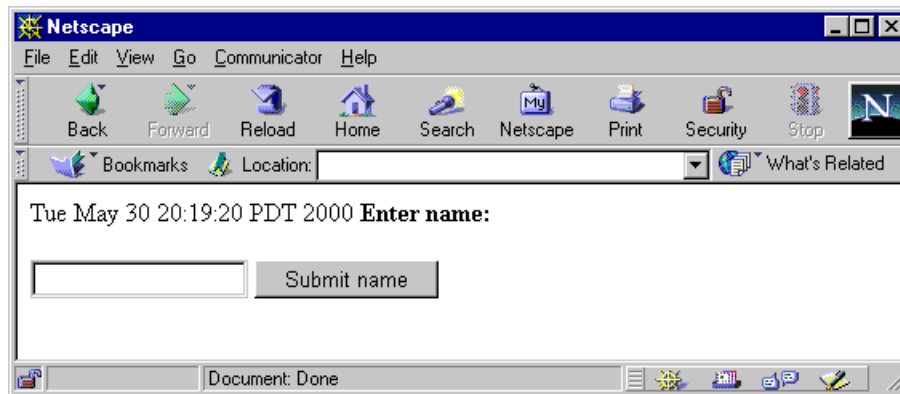 Netscape
File Edit View Go Communicator Help
Back Forward Reload Home Search My Netscape Print Security Stop N
Bookmarks Location: What's Related
Tue May 30 20:19:20 PDT 2000 Enter name:
Submit name
Document: Done